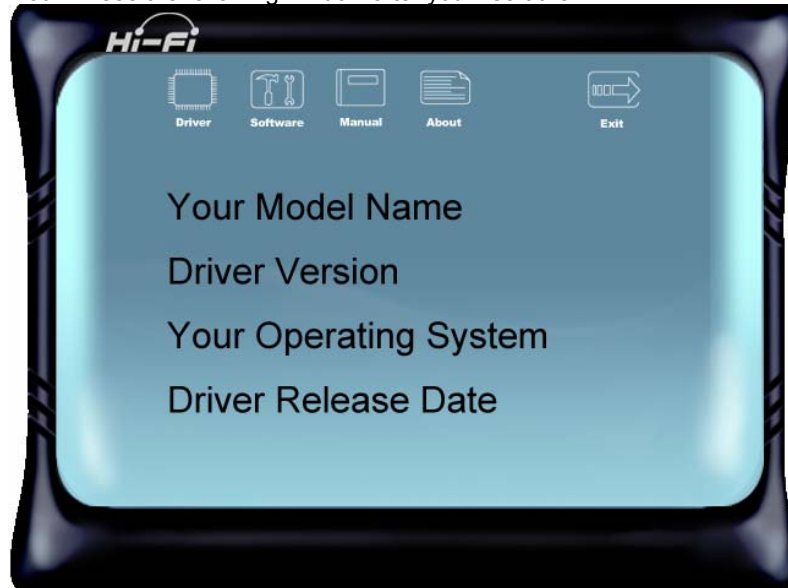 Hi-Fi
Driver Software Manual About Exit
Your Model Name
Driver Version
Your Operating System
Driver Release Date